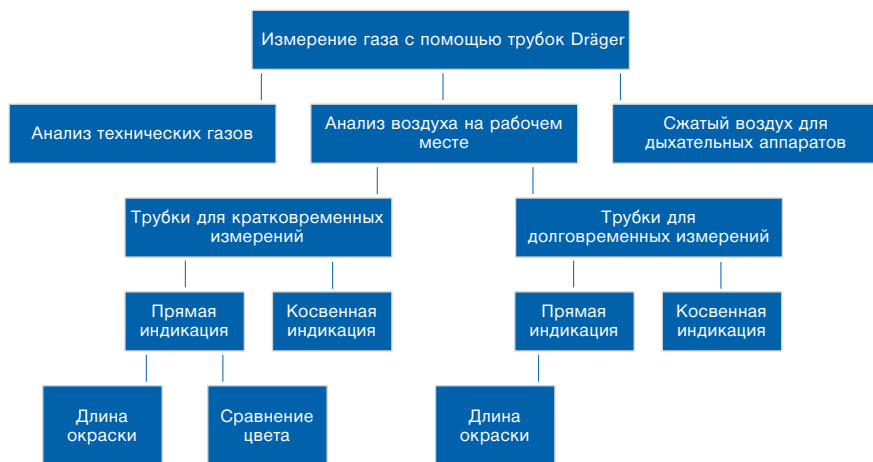 Измерение газа с помощью трубок Dräger
Анализ технических газов
Анализ воздуха на рабочем
месте
Сжатый воздух для
дыхательных аппаратов
Трубки для кратковременных
измерений
Трубки для
долговременных измерений
Прямая
индикация
Косвенная
индикация
Прямая
индикация
Косвенная
индикация
Длина
окраски
Сравнение
цвета
Длина
окраски